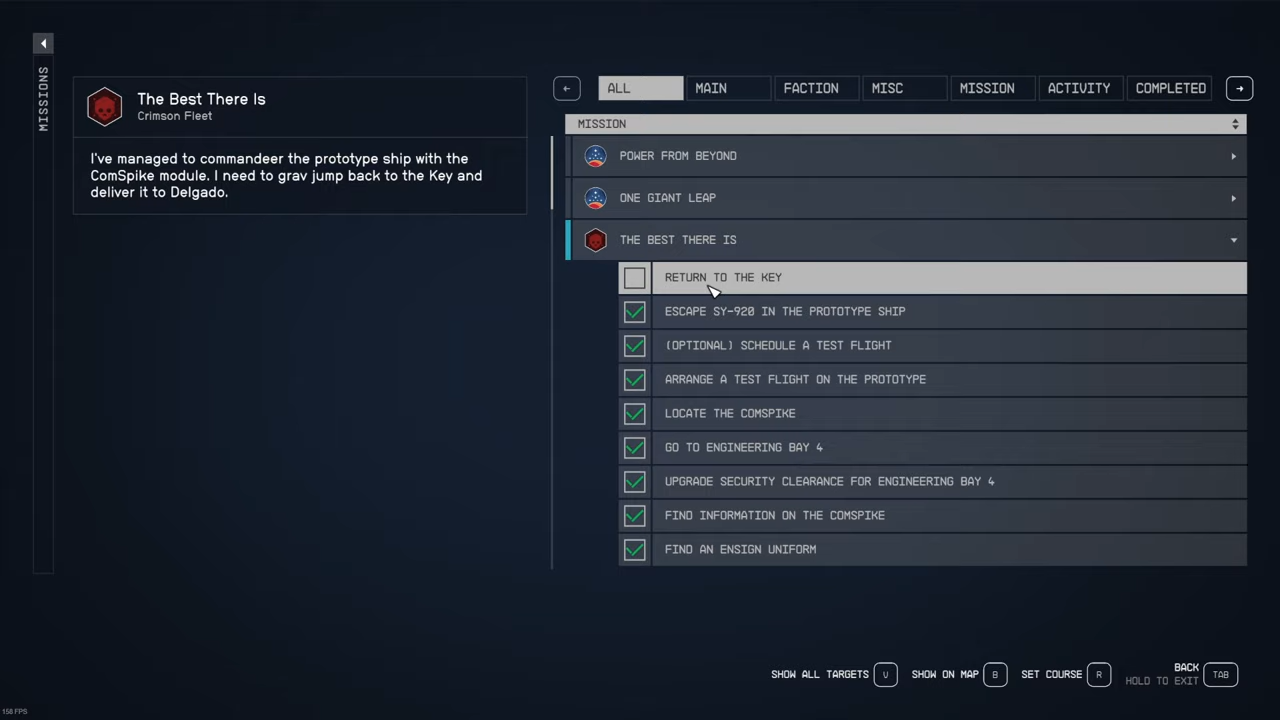 MISSIONS
The Best There Is
Crimson Fleet
I've managed to commandeer the prototype ship with the
ComSpike module. I need to grav jump back to the Key and
deliver it to Delgado.
ALL MAIN FACTION MISC MISSION ACTIVITY COMPLETED
MISSION
POWER FROM BEYOND
ONE GIANT LEAP
THE BEST THERE IS
RETURN TO THE KEY
ESCAPE SY-920 IN THE PROTOTYPE SHIP
(OPTIONAL) SCHEDULE A TEST FLIGHT
ARRANGE A TEST FLIGHT ON THE PROTOTYPE
LOCATE THE COMSPIKE
GO TO ENGINEERING BAY 4
UPGRADE SECURITY CLEARANCE FOR ENGINEERING BAY 4
FIND INFORMATION ON THE COMSPIKE
FIND AN ENSIGN UNIFORM
SHOW ALL TARGETS V SHOW ON MAP B SET COURSE R BACK TAB
HOLD TO EXIT
158 FPS